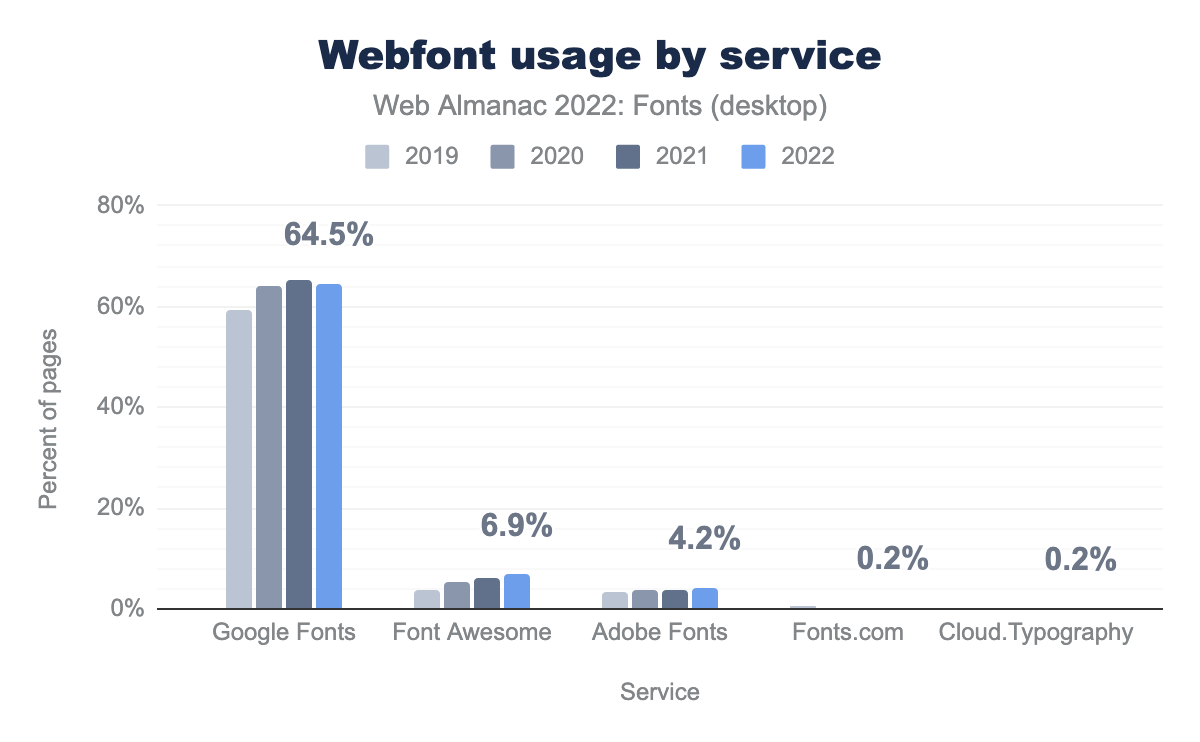 Webfont usage by service
Web Almanac 2022: Fonts (desktop)
2019 2020 2021 2022
80%
64.5%
60%
Percent of pages
40%
20%
6.9%
4.2%
0.2%
0.2%
0%
Google Fonts Font Awesome Adobe Fonts Fonts.com Cloud.Typography
Service